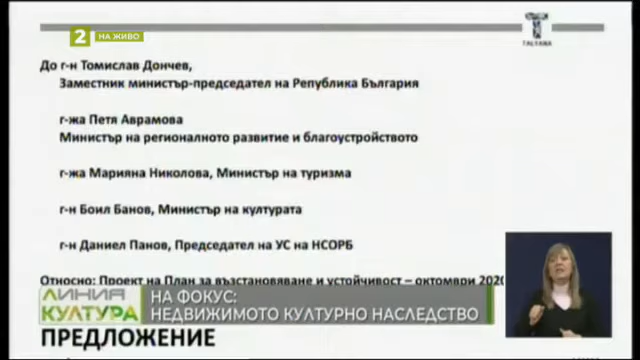 2 НА ЖИВО
T
TALYANA
До г-н Томислав Дончев,
Заместник министър-председател на Република България
г-жа Петя Аврамова
Министър на регионалното развитие и благоустройството
г-жа Марияна Николова, Министър на туризма
г-н Боил Банов, Министър на културата
г-н Даниел Панов, Председател на УС на НСОРБ
Относно: Проект на План за възстановяване и устойчивост – октомври 2020
ЛИНИЯ
КУЛТУРА
НА ФОКУС:
НЕДВИЖИМОТО КУЛТУРНО НАСЛЕДСТВО
ПРЕДЛОЖЕНИЕ